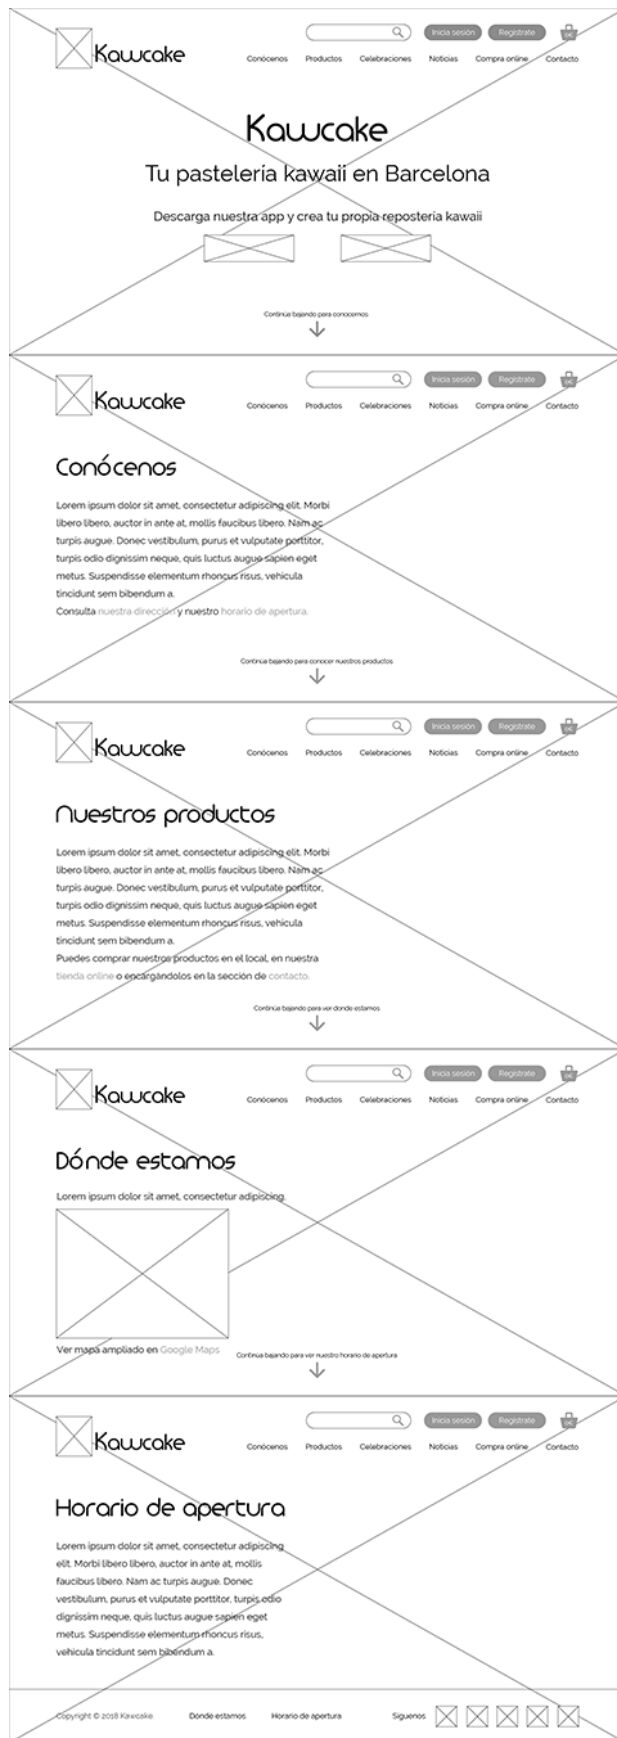 Inicia sesión Regístrate
Kawcake
Conócenos Productos Celebraciones Noticias Compra online Contacto
Kawcake
Tu pastelería kawaii en Barcelona
Descarga nuestra app y crea tu propia repostería kawaii
Continúa bajando para conocernos
Inicia sesión Regístrate
Kawcake
Conócenos Productos Celebraciones Noticias Compra online Contacto
Conócenos
Lorem ipsum dolor sit amet, consectetur adipiscing elit. Morbi
libero libero, auctor in ante at, mollis faucibus libero. Nam ac
turpis augue. Donec vestibulum, purus et vulputate porttitor,
turpis odio dignissim neque, quis luctus augue sapien eget
metus. Suspendisse elementum rhoncus risus, vehicula
tincidunt sem bibendum a.
Consulta nuestra dirección y nuestro horario de apertura.
Continúa bajando para conocer nuestros productos
Inicia sesión Regístrate
Kawcake
Conócenos Productos Celebraciones Noticias Compra online Contacto
Nuestros productos
Lorem ipsum dolor sit amet, consectetur adipiscing elit. Morbi
libero libero, auctor in ante at, mollis faucibus libero. Nam ac
turpis augue. Donec vestibulum, purus et vulputate porttitor,
turpis odio dignissim neque, quis luctus augue sapien eget
metus. Suspendisse elementum rhoncus risus, vehicula
tincidunt sem bibendum a.
Puedes comprar nuestros productos en el local, en nuestra
tienda online o encargándolos en la sección de contacto.
Continúa bajando para ver donde estamos
Inicia sesión Regístrate
Kawcake
Conócenos Productos Celebraciones Noticias Compra online Contacto
Dónde estamos
Lorem ipsum dolor sit amet, consectetur adipiscing.
Ver mapa ampliado en Google Maps
Continúa bajando para ver nuestro horario de apertura
Inicia sesión Regístrate
Kawcake
Conócenos Productos Celebraciones Noticias Compra online Contacto
Horario de apertura
Lorem ipsum dolor sit amet, consectetur adipiscing
elit. Morbi libero libero, auctor in ante at, mollis
faucibus libero. Nam ac turpis augue. Donec
vestibulum, purus et vulputate porttitor, turpis odio
dignissim neque, quis luctus augue sapien eget
metus. Suspendisse elementum rhoncus risus,
vehicula tincidunt sem bibendum a.
Copyright © 2018 Kawcake. Donde estamos Horario de apertura Síguenos